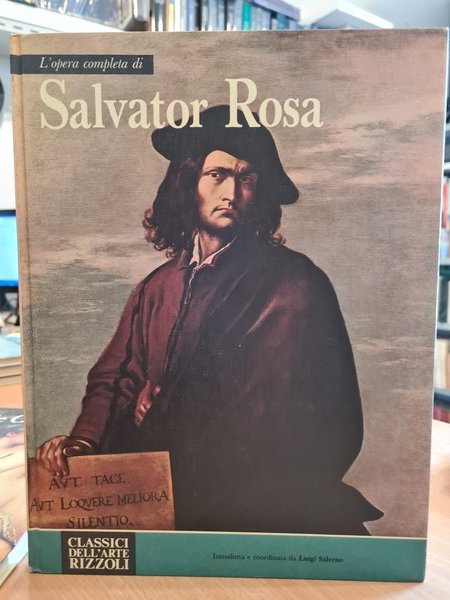 L'opera completa di
Salvator Rosa
AVT TACE
AVT LOQVERE MELIORA
SILENTIO.
CLASSICI
DELL'ARTE
RIZZOLI
Introdotta e coordinata da Luigi Salerno